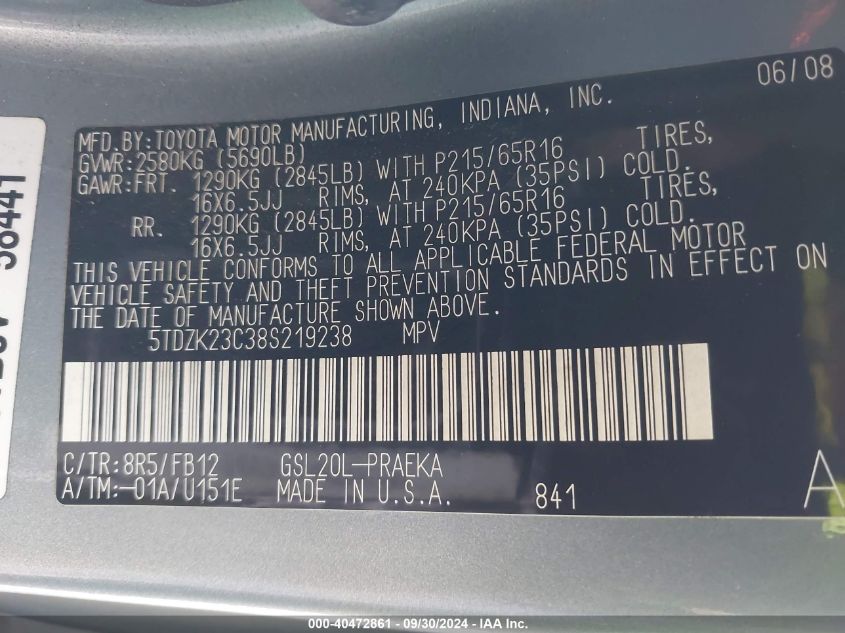 06/08
MFD.BY:TOYOTA MOTOR MANUFACTURING, INDIANA, INC.
GVWR:2580KG (5690LB)
GAWR:FRT. 1290KG (2845LB) WITH P215/65R16 TIRES,
16X6.5JJ RIMS, AT 240KPA (35PSI) COLD.
RR. 1290KG (2845LB) WITH P215/65R16 TIRES,
16X6.5JJ RIMS, AT 240KPA (35PSI) COLD.
THIS VEHICLE CONFORMS TO ALL APPLICABLE FEDERAL MOTOR
VEHICLE SAFETY AND THEFT PREVENTION STANDARDS IN EFFECT ON
THE DATE OF MANUFACTURE SHOWN ABOVE.
5TDZK23C38S219238 MPV
C/TR:8R5/FB12 GSL20L-PRAEKA
A/TM:-01A/U151E MADE IN U.S.A. 841
A
000-40472861 - 09/30/2024 - IAA Inc.